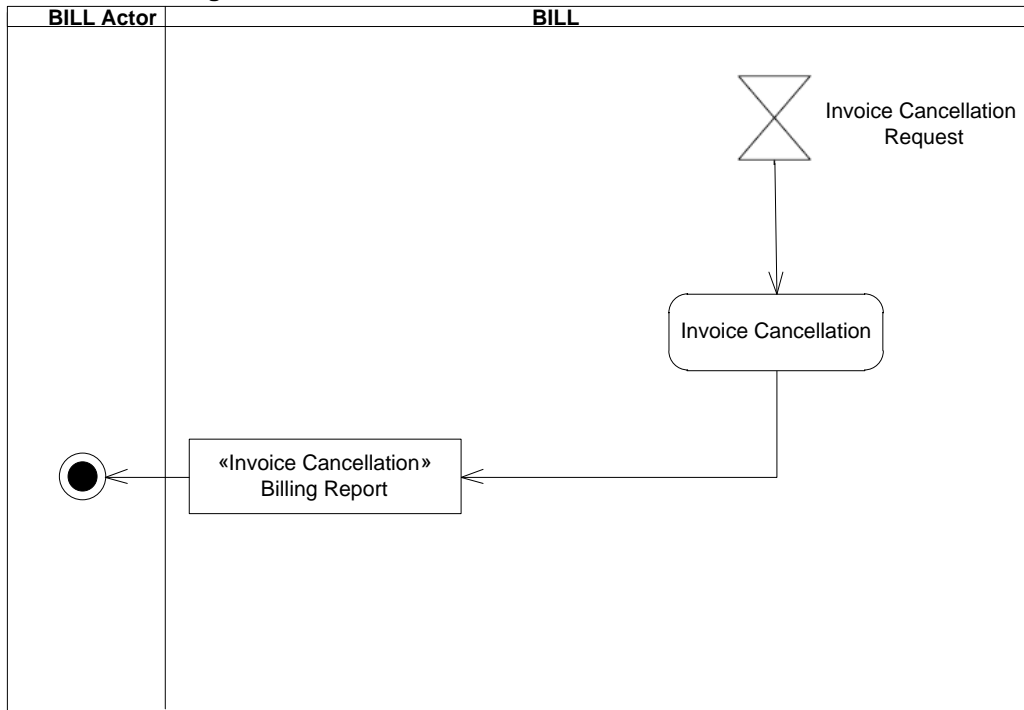 BILL Actor
BILL
Invoice Cancellation
Request
Invoice Cancellation
«Invoice Cancellation»
Billing Report